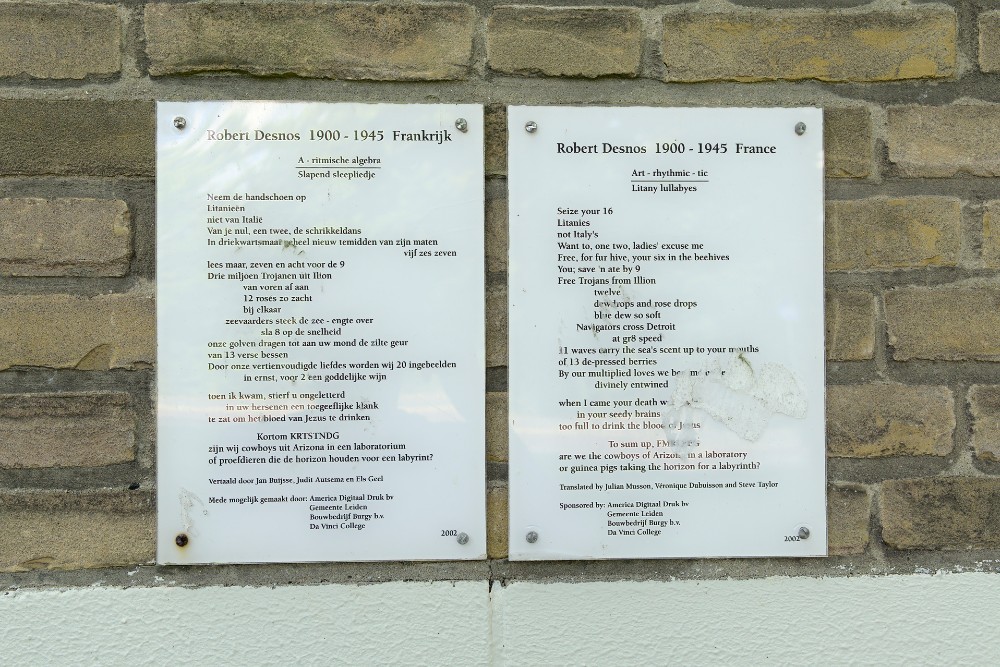 Robert Desnos 1900 - 1945 Frankrijk
A - ritmische algebra
Slapend sleepliedje
Neem de handschoen op
Litanieën
niet van Italië
Van je nul, een twee, de schrikkeldans
In driekwartsmaat geheel nieuw temidden van zijn maten
vijf zes zeven
lees maar, zeven en acht voor de 9
Drie miljoen Trojanen uit Ilion
van voren af aan
12 roses zo zacht
bij elkaar
zeevaarders steek de zee - engte over
sla 8 op de snelheid
onze golven dragen tot aan uw mond de zilte geur
van 13 verse bessen
Door onze vertienvoudigde liefdes worden wij 20 ingebeelden
in ernst, voor 2 een goddelijke wijn
toen ik kwam, stierf u ongeletterd
in uw hersenen een toegeeflijke klank
te zat om het bloed van Jezus te drinken
Kortom KRTSTNDG
zijn wij cowboys uit Arizona in een laboratorium
of proefdieren die de horizon houden voor een labyrint?
Vertaald door Jan Buijsse, Judit Autsema en Els Geel
Mede mogelijk gemaakt door: America Digitaal Druk bv
Gemeente Leiden
Bouwbedrijf Burgy b.v.
Da Vinci College
2002
Robert Desnos 1900 - 1945 France
Art - rhythmic - tic
Litany lullabyes
Seize your 16
Litanies
not Italy's
Want to, one two, ladies' excuse me
Free, for fur hive, your six in the beehives
You; save 'n ate by 9
Free Trojans from Illion
twelve
dewdrops and rose drops
blue dew so soft
Navigators cross Detroit
at gr8 speed
11 waves carry the sea's scent up to your mouths
of 13 de-pressed berries
By our multiplied loves we
divinely entwined
when I came your death
in your seedy brains
too full to drink the blood of Jesus
To sum up,
are we the cowboys of Arizona in a laboratory
or guinea pigs taking the horizon for a labyrinth?
Translated by Julian Musson, Véronique Dubuisson and Steve Taylor
Sponsored by: America Digitaal Druk bv
Gemeente Leiden
Bouwbedrijf Burgy b.v.
Da Vinci College
2002